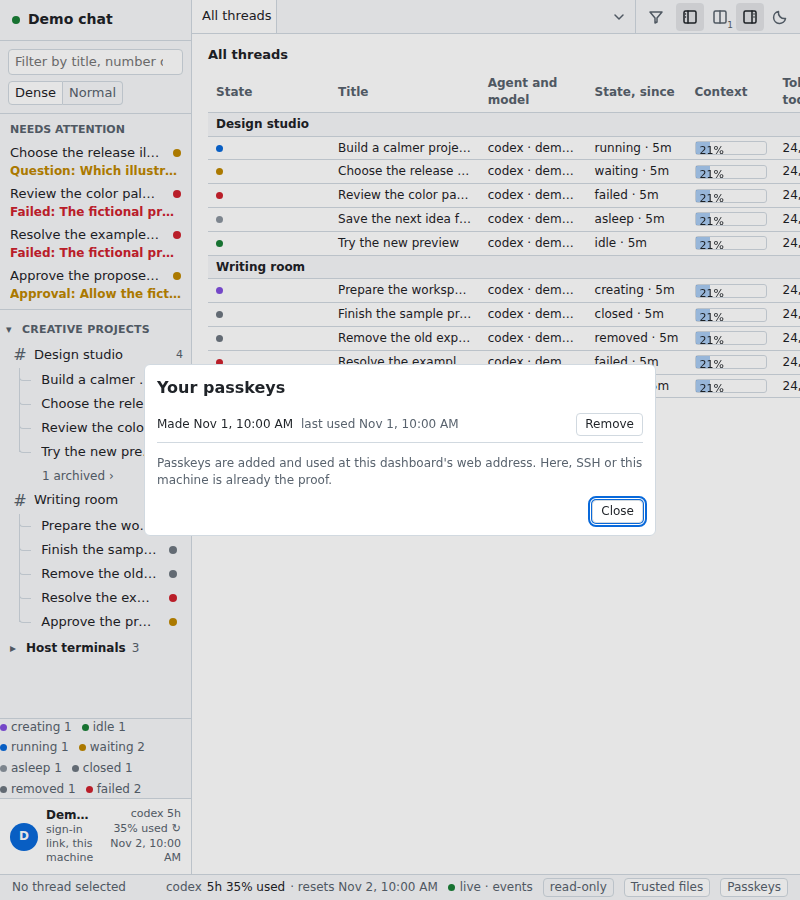 Demo chat
Filter by title, number
Dense Normal
NEEDS ATTENTION
Choose the release il…
Question: Which illustr…
Review the color pal…
Failed: The fictional pr…
Resolve the example…
Failed: The fictional pr…
Approve the propose…
Approval: Allow the fict…
CREATIVE PROJECTS
# Design studio 4
Build a calmer
Choose the rele
Review the colo
Try the new pre
1 archived ›
# Writing room
Prepare the wo.
Finish the samp…
Remove the old…
Resolve the ex…
Approve the pr…
Host terminals 3
creating 1 idle 1
running 1 waiting 2
asleep 1 closed 1
removed 1 failed 2
D
Dem…
sign-in
link, this
machine
codex 5h
35% used ↻
Nov 2, 10:00
AM
All threads
1
All threads
State Title Agent and model State, since Context
Design studio
Build a calmer proje… codex · dem… running · 5m 21% 24,
Choose the release … codex · dem… waiting · 5m 21% 24,
Review the color pa… codex · dem… failed · 5m 21% 24,
Save the next idea f… codex · dem… asleep · 5m 21% 24,
Try the new preview codex · dem… idle · 5m 21% 24,
Writing room
Prepare the worksp… codex · dem… creating · 5m 21% 24,
Finish the sample pr… codex · dem… closed · 5m 21% 24,
Remove the old exp… codex · dem… removed · 5m 21% 24,
Resolve the exampl… codex · dem… failed · 5m 21% 24,
5m 21% 24,
Your passkeys
Made Nov 1, 10:00 AM last used Nov 1, 10:00 AM Remove
Passkeys are added and used at this dashboard's web address. Here, SSH or this
machine is already the proof.
Close
No thread selected codex 5h 35% used · resets Nov 2, 10:00 AM live · events read-only Trusted files Passkeys